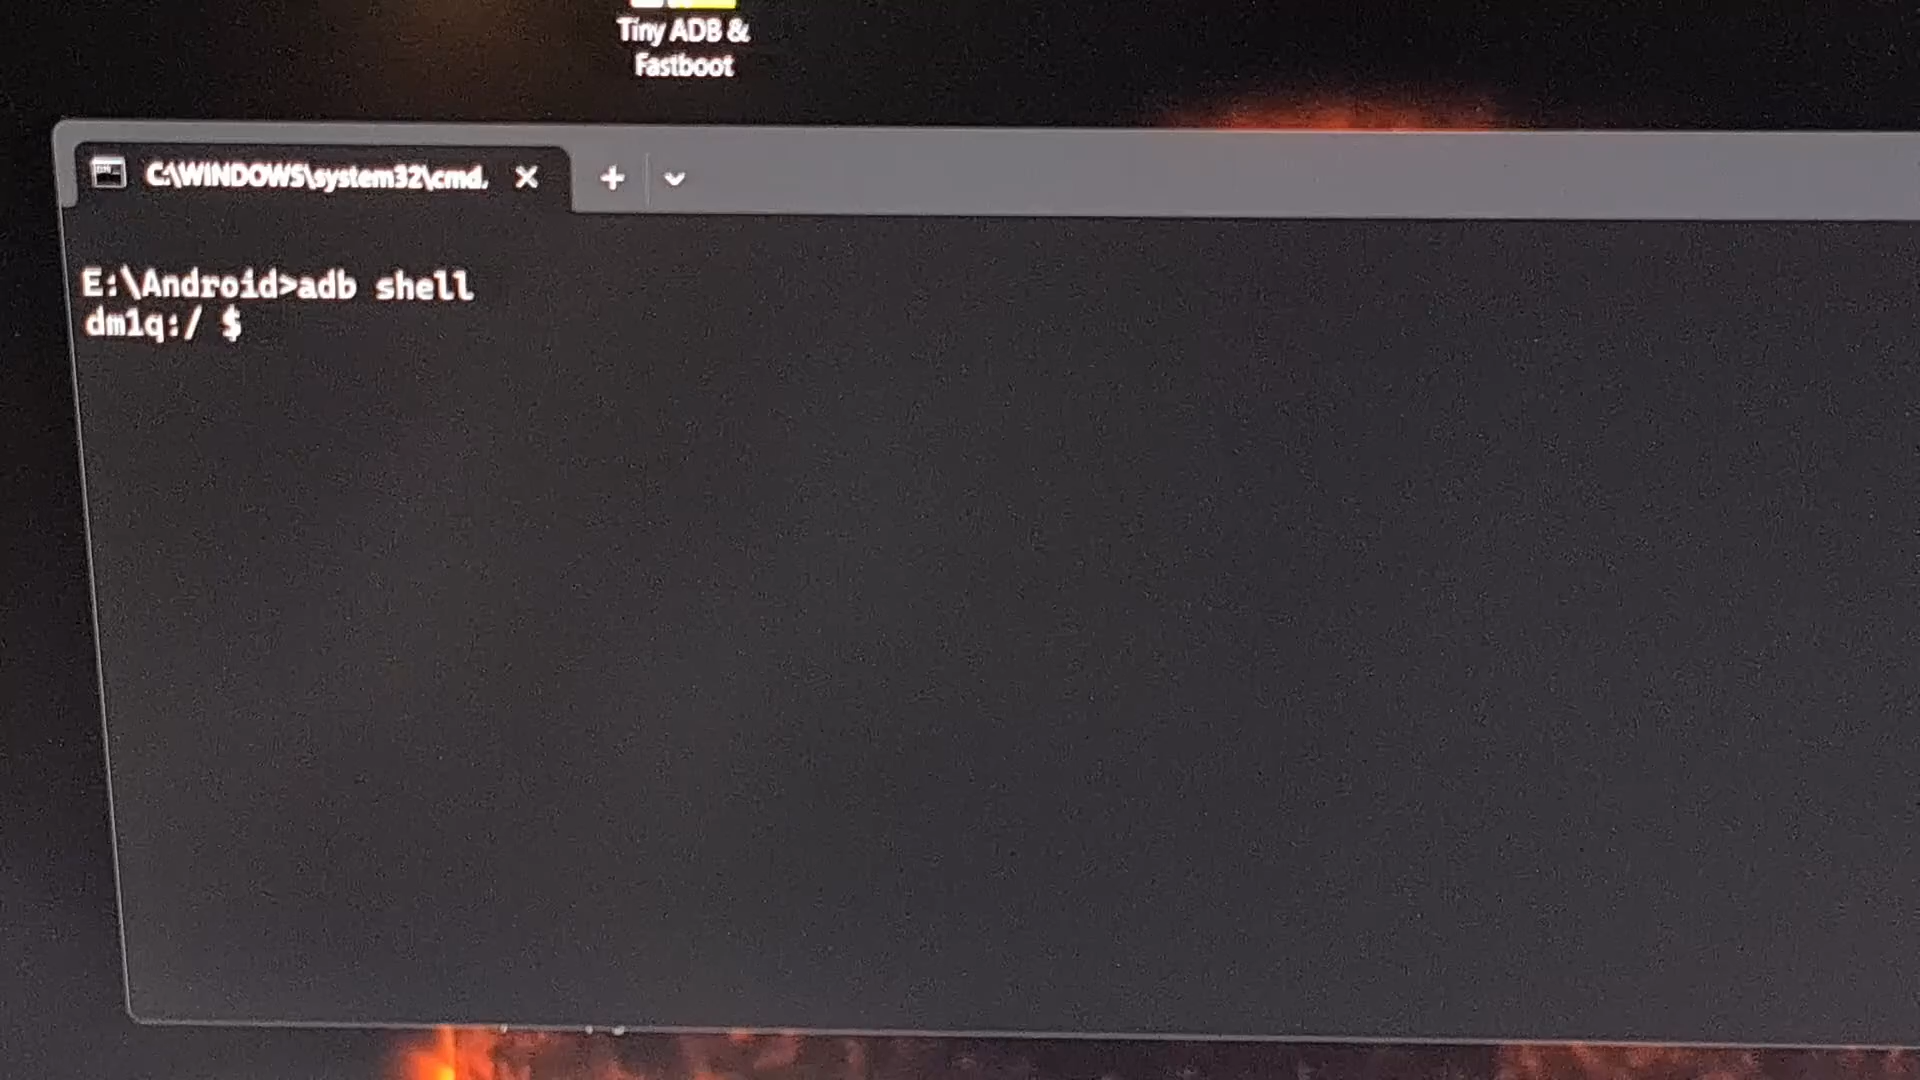 Tiny ADB &
Fastboot
C:\WINDOWS\system32\cmd.
E:\Android>adb shell
dm1q:/ $